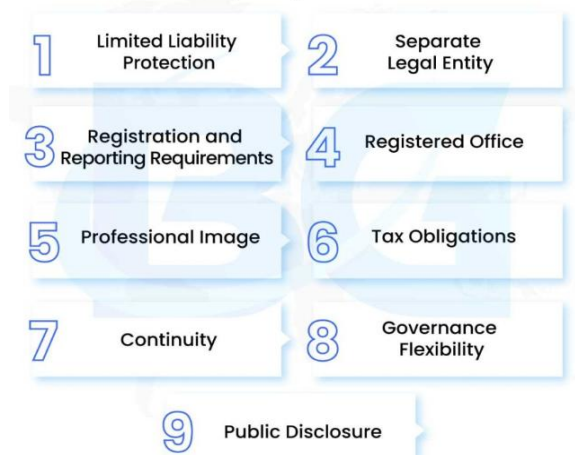 1
Limited Liability
Protection
2
Separate
Legal Entity
3
Registration and
Reporting Requirements
4
Registered Office
5
Professional Image
6
Tax Obligations
7
Continuity
8
Governance
Flexibility
9
Public Disclosure